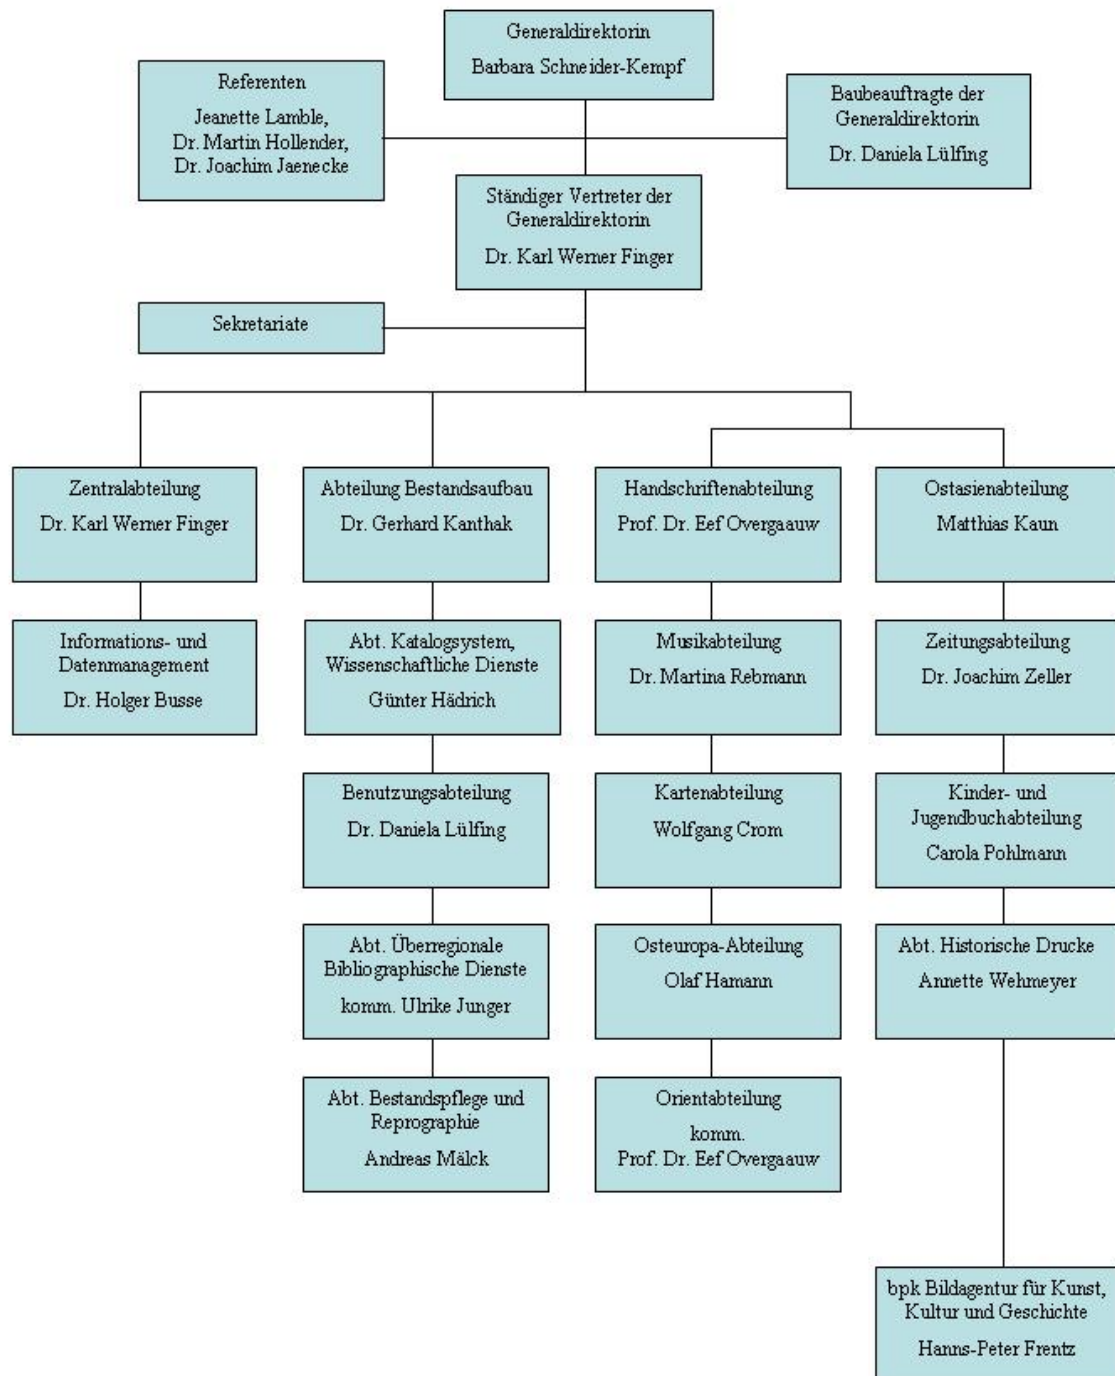 Generaldirektorin
Barbara Schneider-Kempf
Referenten
Jeanette Lamble,
Dr. Martin Hollender,
Dr. Joachim Jaenecke
Baubeauftragte der
Generaldirektorin
Dr. Daniela Lülfing
Ständiger Vertreter der
Generaldirektorin
Dr. Karl Werner Finger
Sekretariate
Zentralabteilung
Dr. Karl Werner Finger
Abteilung Bestandsaufbau
Dr. Gerhard Kanthak
Handschriftenabteilung
Prof. Dr. Eef Overgaauw
Ostasienabteilung
Matthias Kaun
Informations- und
Datenmanagement
Dr. Holger Busse
Abt. Katalogsystem,
Wissenschaftliche Dienste
Günter Hädrich
Musikabteilung
Dr. Martina Rebmann
Zeitungsabteilung
Dr. Joachim Zeller
Benutzungsabteilung
Dr. Daniela Lülfing
Kartenabteilung
Wolfgang Crom
Kinder- und
Jugendbuchabteilung
Carola Pohlmann
Abt. Überregionale
Bibliographische Dienste
komm. Ulrike Junger
Osteuropa-Abteilung
Olaf Hamann
Abt. Historische Drucke
Annette Wehmeyer
Abt. Bestandspflege und
Reprographie
Andreas Mälck
Orientabteilung
komm.
Prof. Dr. Eef Overgaauw
bpk Bildagentur für Kunst,
Kultur und Geschichte
Hanns-Peter Frentz